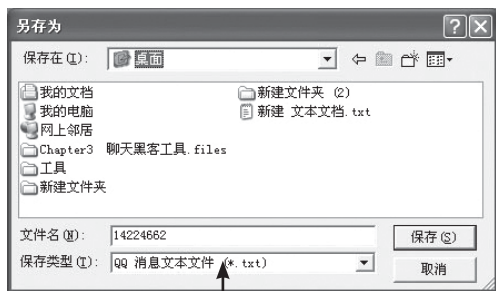 另存为
保存在(I): 桌面
我的文档
我的电脑
网上邻居
Chapter3 聊天黑客工具.files
工具
新建文件夹
新建文件夹 (2)
新建 文本文档.txt
文件名(N): 14224662 保存(S)
保存类型(T): QQ 消息文本文件 (*.txt) 取消